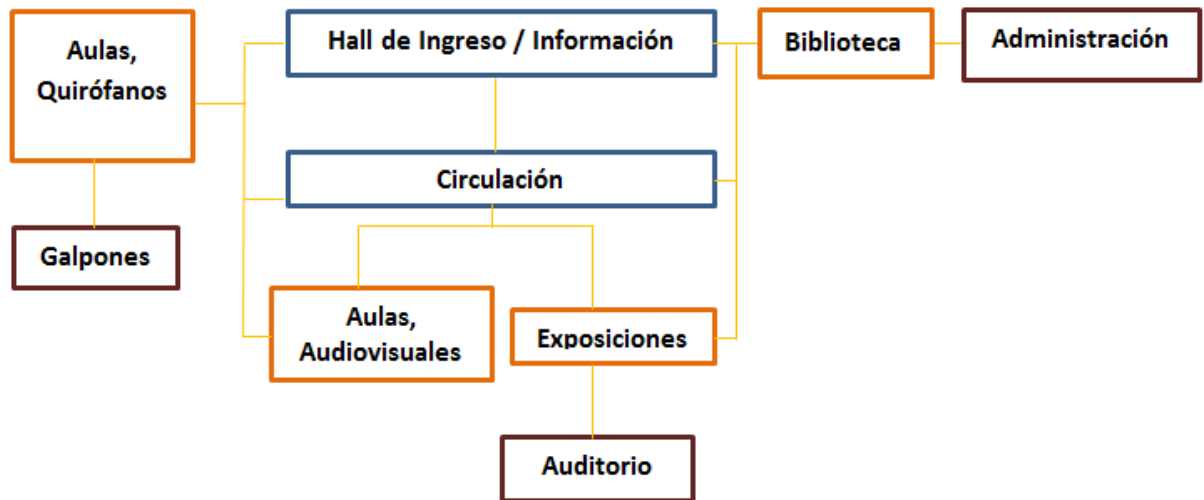 Aulas,
Quirófanos
Hall de Ingreso / Información
Biblioteca
Administración
Circulación
Galpones
Aulas,
Audiovisuales
Exposiciones
Auditorio